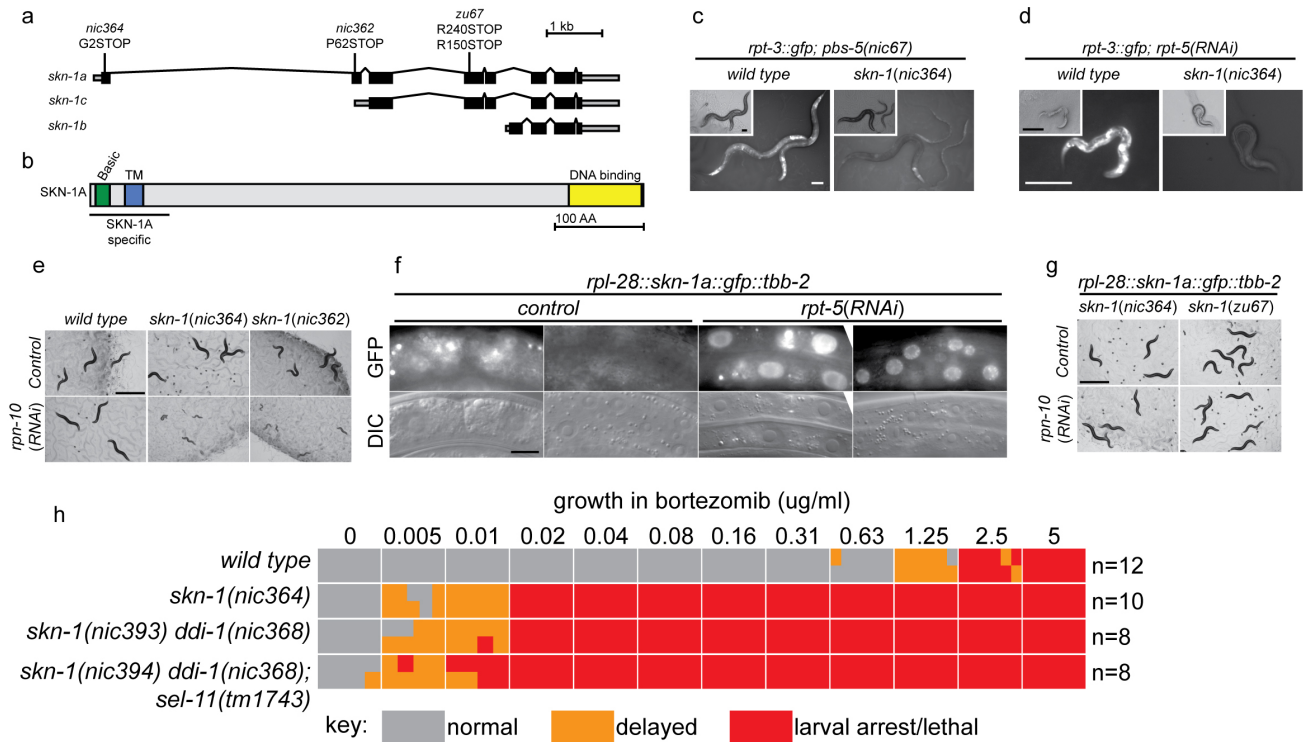 a
nic364
G2STOP
nic362
P62STOP
zu67
R240STOP
R150STOP
1 kb
skn-1a
skn-1c
skn-1b
b
Basic
TM
DNA binding
SKN-1A
SKN-1A
specific
100 AA
c
rpt-3::gfp; pbs-5(nic67)
wild type
skn-1(nic364)
d
rpt-3::gfp; rpt-5(RNAi)
wild type
skn-1(nic364)
e
wild type
skn-1(nic364)
skn-1(nic362)
Control
rpn-10
(RNAi)
f
rpl-28::skn-1a::gfp::tbb-2
control
rpt-5(RNAi)
GFP
DIC
g
rpl-28::skn-1a::gfp::tbb-2
skn-1(nic364)
skn-1(zu67)
Control
rpn-10
(RNAi)
h
growth in bortezomib (ug/ml)
0 0.005 0.01 0.02 0.04 0.08 0.16 0.31 0.63 1.25 2.5 5
wild type n=12
skn-1(nic364) n=10
skn-1(nic393) ddi-1(nic368) n=8
skn-1(nic394) ddi-1(nic368); n=8
sel-11(tm1743)
key: normal delayed larval arrest/lethal